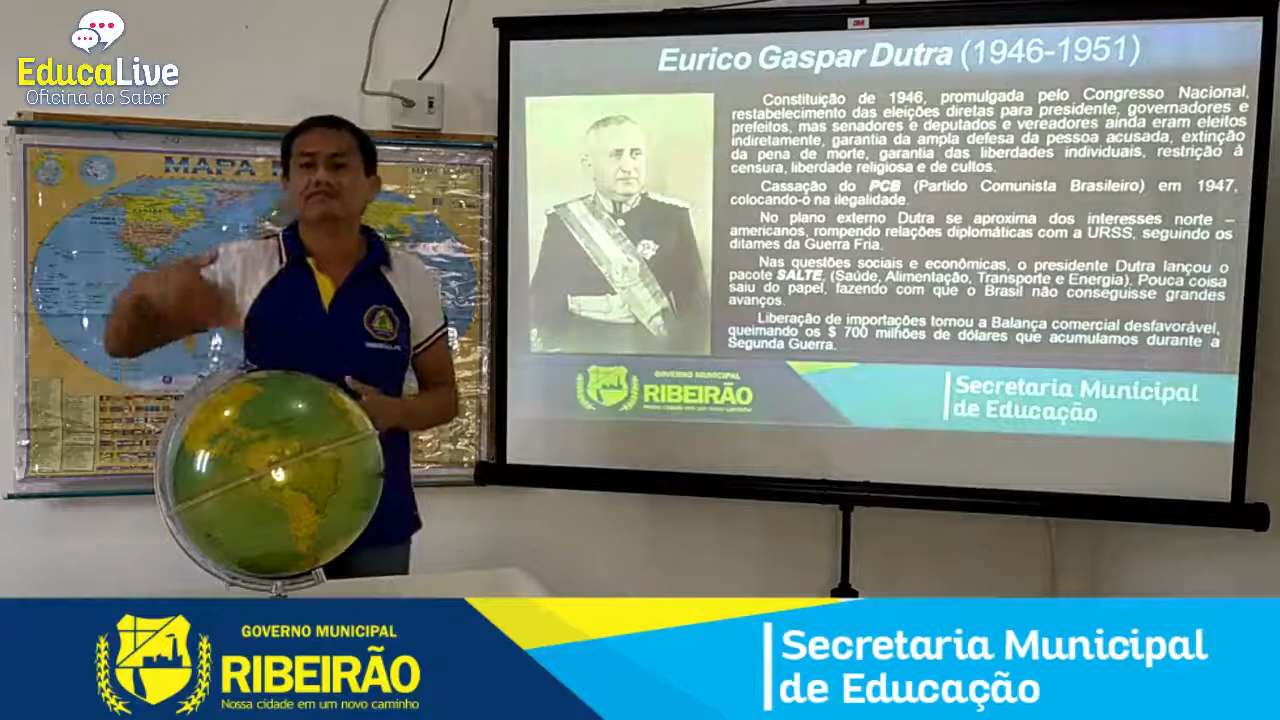 EducaLive
Oficina do Saber
MAPA
Eurico Gaspar Dutra (1946-1951)
Constituição de 1946, promulgada pelo Congresso Nacional,
restabelecimento das eleições diretas para presidente, governadores e
prefeitos, mas senadores e deputados e vereadores ainda eram eleitos
indiretamente, garantia da ampla defesa da pessoa acusada, extinção
da pena de morte, garantia das liberdades individuais, restrição à
censura, liberdade religiosa e de cultos.
Cassação do PCB (Partido Comunista Brasileiro) em 1947,
colocando-o na ilegalidade.
No plano externo Dutra se aproxima dos interesses norte –
americanos, rompendo relações diplomáticas com a URSS, seguindo os
ditames da Guerra Fria.
Nas questões sociais e econômicas, o presidente Dutra lançou o
pacote SALTE, (Saúde, Alimentação, Transporte e Energia). Pouca coisa
saiu do papel, fazendo com que o Brasil não conseguisse grandes
avanços.
Liberação de importações tornou a Balança comercial desfavorável,
queimando os $ 700 milhões de dólares que acumulamos durante a
Segunda Guerra.
GOVERNO MUNICIPAL
RIBEIRÃO
Nossa cidade em um novo caminho
Secretaria Municipal
de Educação
GOVERNO MUNICIPAL
RIBEIRÃO
Nossa cidade em um novo caminho
Secretaria Municipal
de Educação